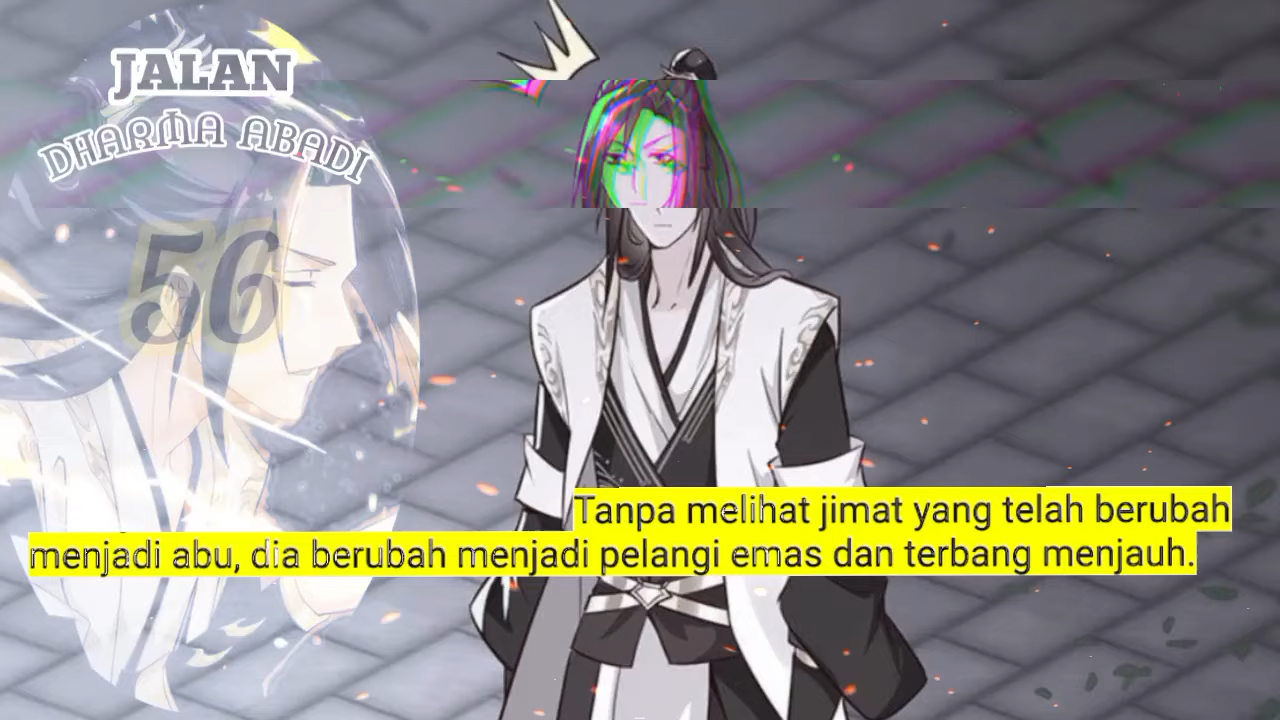 JALAN
DHARMA ABADI
56
Tanpa melihat jimat yang telah berubah
menjadi abu, dia berubah menjadi pelangi emas dan terbang menjauh.